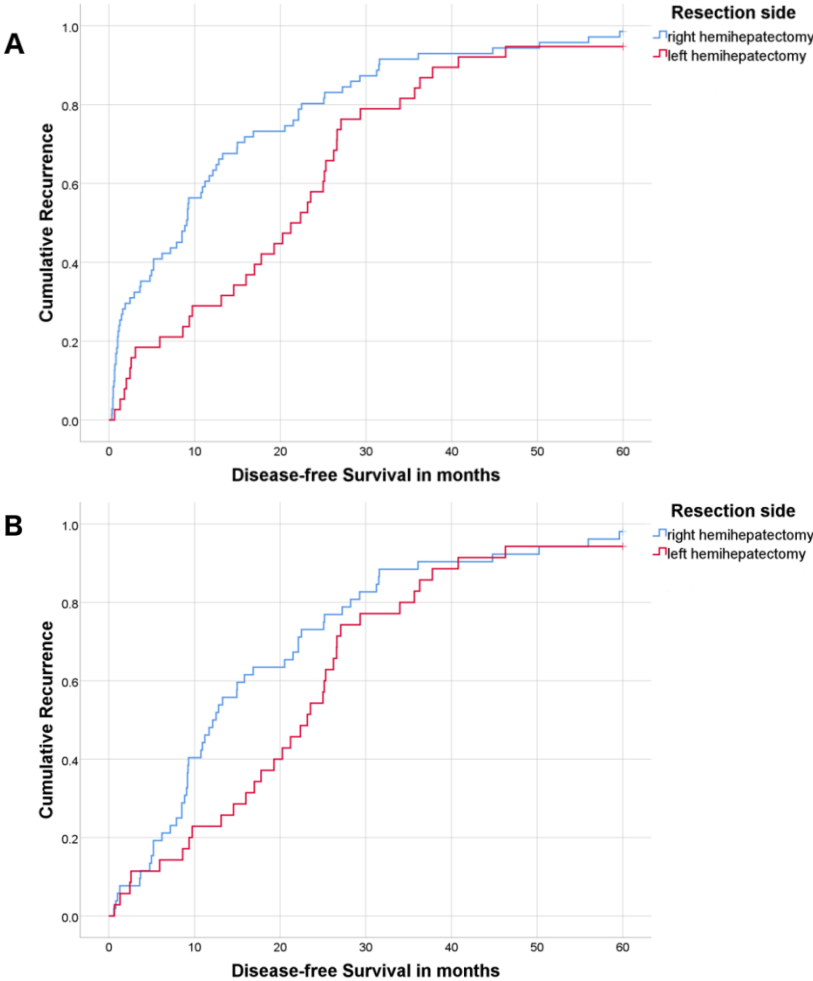 A
Resection side
right hemihepatectomy
left hemihepatectomy
Cumulative Recurrence
1.0
0.8
0.6
0.4
0.2
0.0
0 10 20 30 40 50 60
Disease-free Survival in months
B
Resection side
right hemihepatectomy
left hemihepatectomy
Cumulative Recurrence
1.0
0.8
0.6
0.4
0.2
0.0
0 10 20 30 40 50 60
Disease-free Survival in months